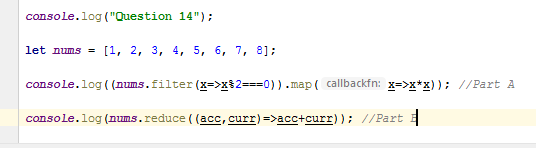 console.log("Question 14");
let nums = [1, 2, 3, 4, 5, 6, 7, 8];
console.log((nums.filter(x=>x%2===0)).map( callbackfn: x=>x*x)); //Part A
console.log(nums.reduce((acc,curr)=>acc+curr)); //Part B